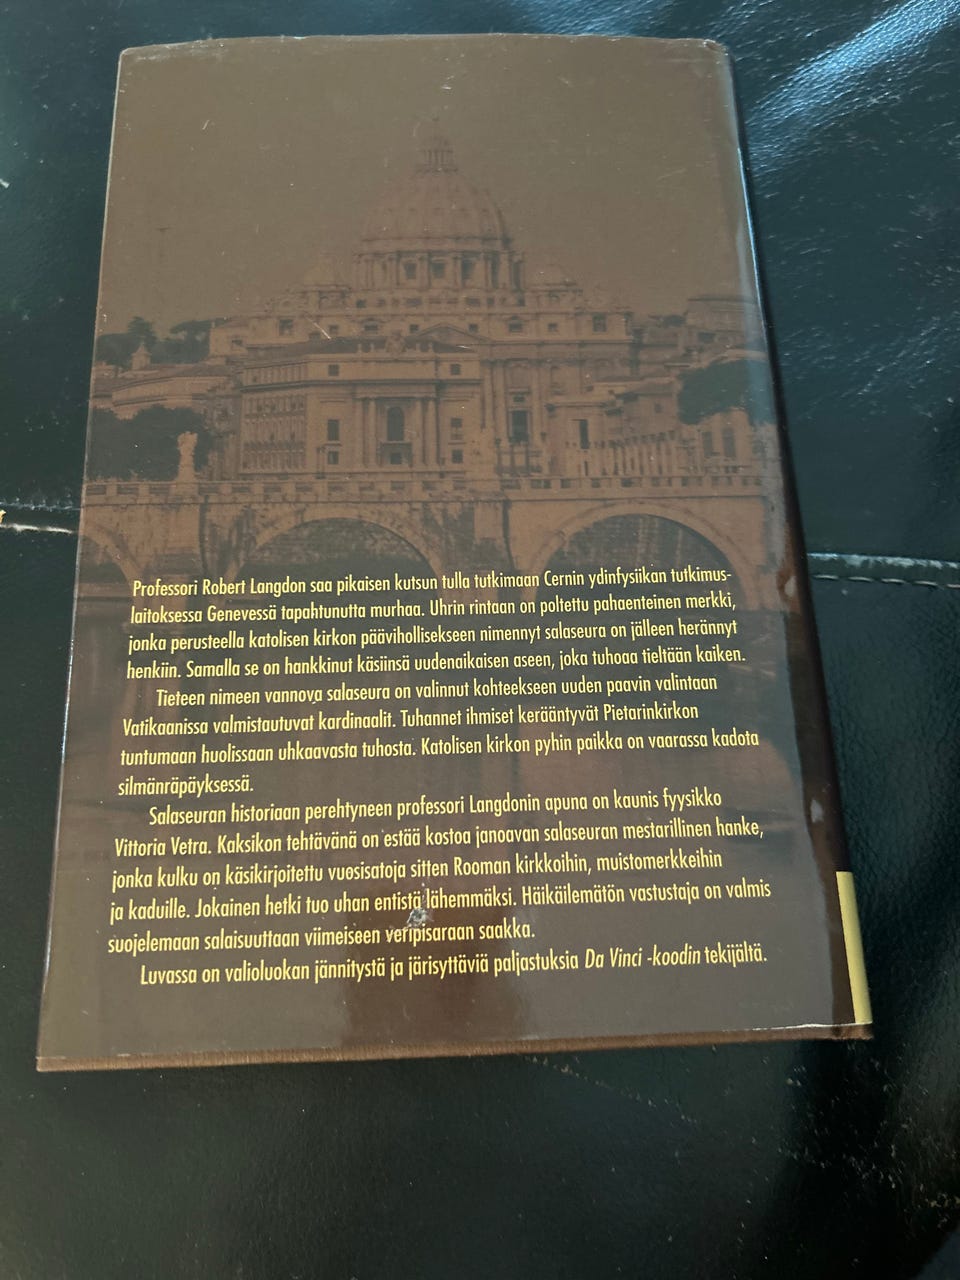 Professori Robert Langdon saa pikaisen kutsun tulla tutkimaan Cernin ydinfysiikan tutkimus-
laitoksessa Genevessä tapahtunutta murhaa. Uhrin rintaan on poltettu pahaenteinen merkki,
jonka perusteella katolisen kirkon päävihollisekseen nimennyt salaseura on jälleen herännyt
henkiin. Samalla se on hankkinut käsiinsä uudenaikaisen aseen, joka tuhoaa tieltään kaiken.
Tieteen nimeen vannova salaseura on valinnut kohteekseen uuden paavin valintaan
Vatikaanissa valmistautuvat kardinaalit. Tuhannet ihmiset kerääntyvät Pietarinkirkon
tuntumaan huolissaan uhkaavasta tuhosta. Katolisen kirkon pyhin paikka on vaarassa kadota
silmänräpäyksessä.
Salaseuran historiaan perehtyneen professori Langdonin apuna on kaunis fyysikko
Vittoria Vetra. Kaksikon tehtävänä on estää kostoa janoavan salaseuran mestarillinen hanke,
jonka kulku on käsikirjoitettu vuosisatoja sitten Rooman kirkkoihin, muistomerkkeihin
ja kaduille. Jokainen hetki tuo uhan entistä lähemmäksi. Häikäilemätön vastustaja on valmis
suojelemaan salaisuuttaan viimeiseen veripisaraan saakka.
Luvassa on valioluokan jännitystä ja järisyttäviä paljastuksia Da Vinci -koodin tekijältä.